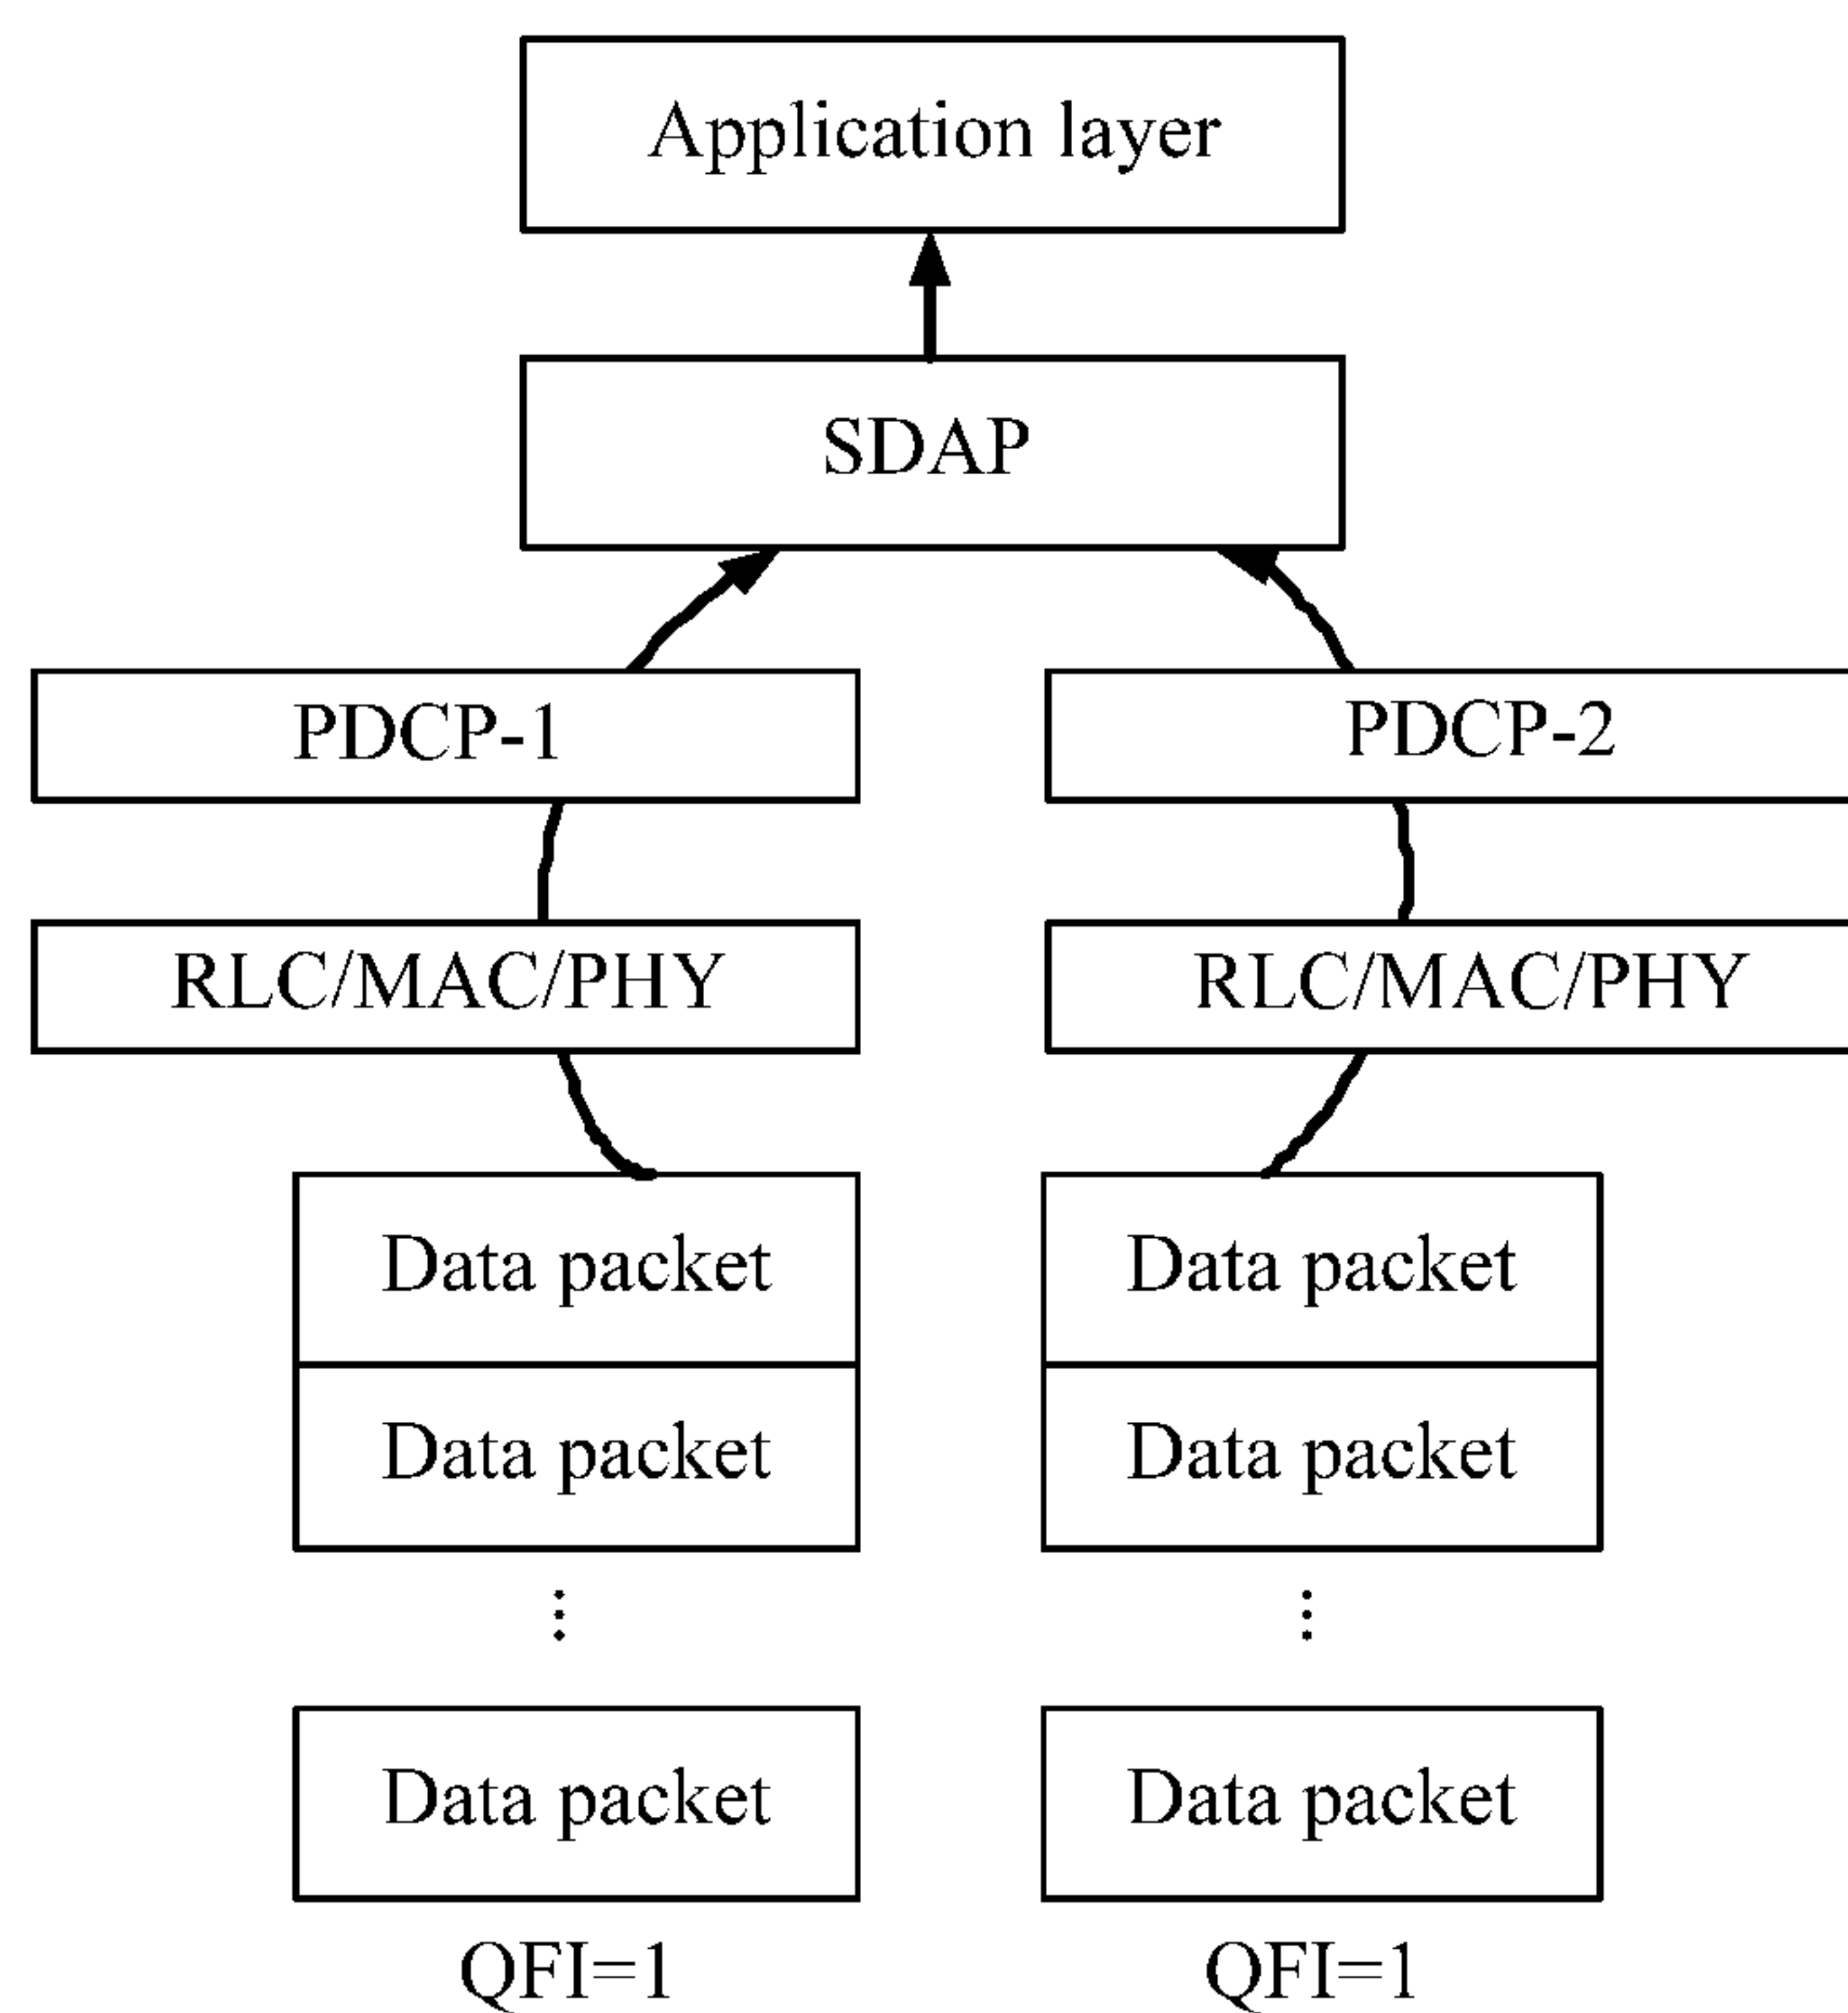 Application layer
SDAP
PDCP-1
PDCP-2
RLC/MAC/PHY
RLC/MAC/PHY
Data packet
Data packet
Data packet
Data packet
Data packet
Data packet
QFI=1
QFI=1